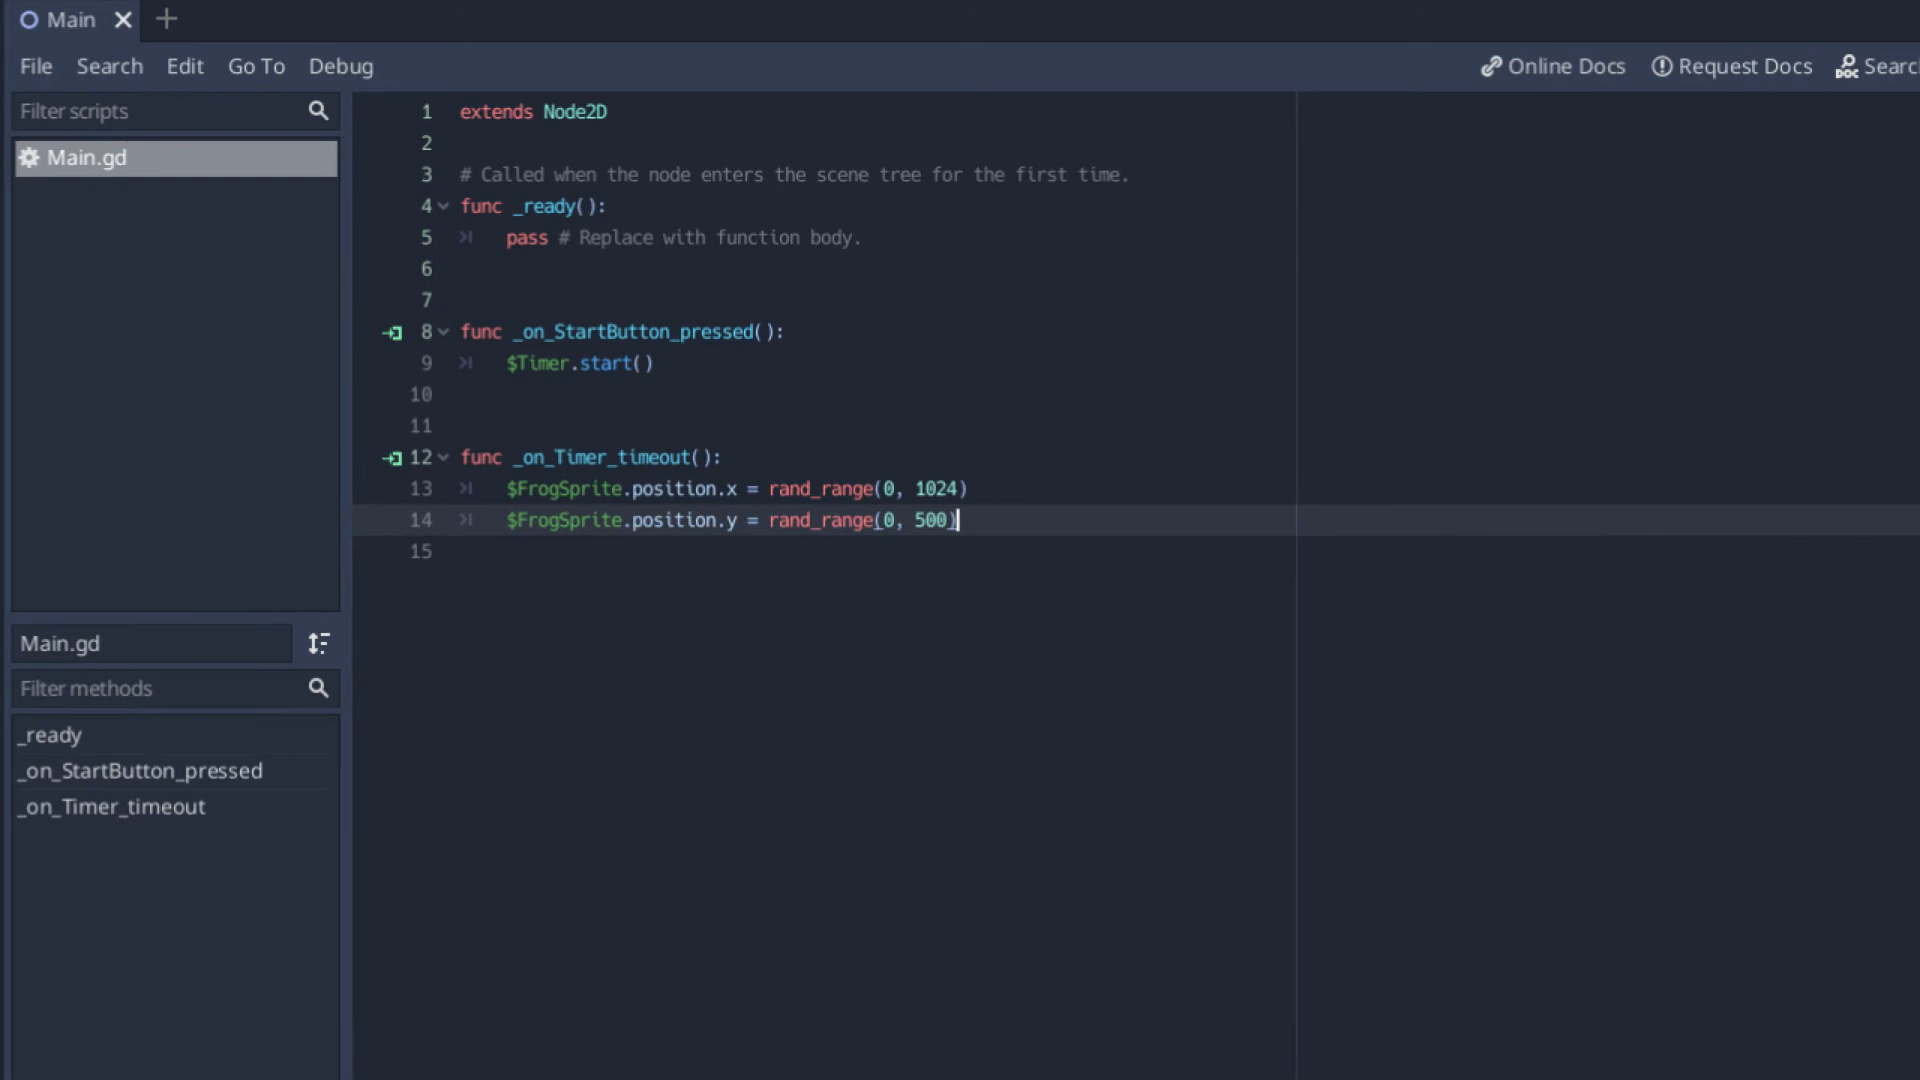 Main
File Search Edit Go To Debug
Online Docs Request Docs
Filter scripts
Main.gd
Main.gd
Filter methods
_ready
_on_StartButton_pressed
_on_Timer_timeout
1 extends Node2D
2
3 # Called when the node enters the scene tree for the first time.
4 func _ready():
5 pass # Replace with function body.
6
7
8 func _on_StartButton_pressed():
9 $Timer.start()
10
11
12 func _on_Timer_timeout():
13 $FrogSprite.position.x = rand_range(0, 1024)
14 $FrogSprite.position.y = rand_range(0, 500)
15